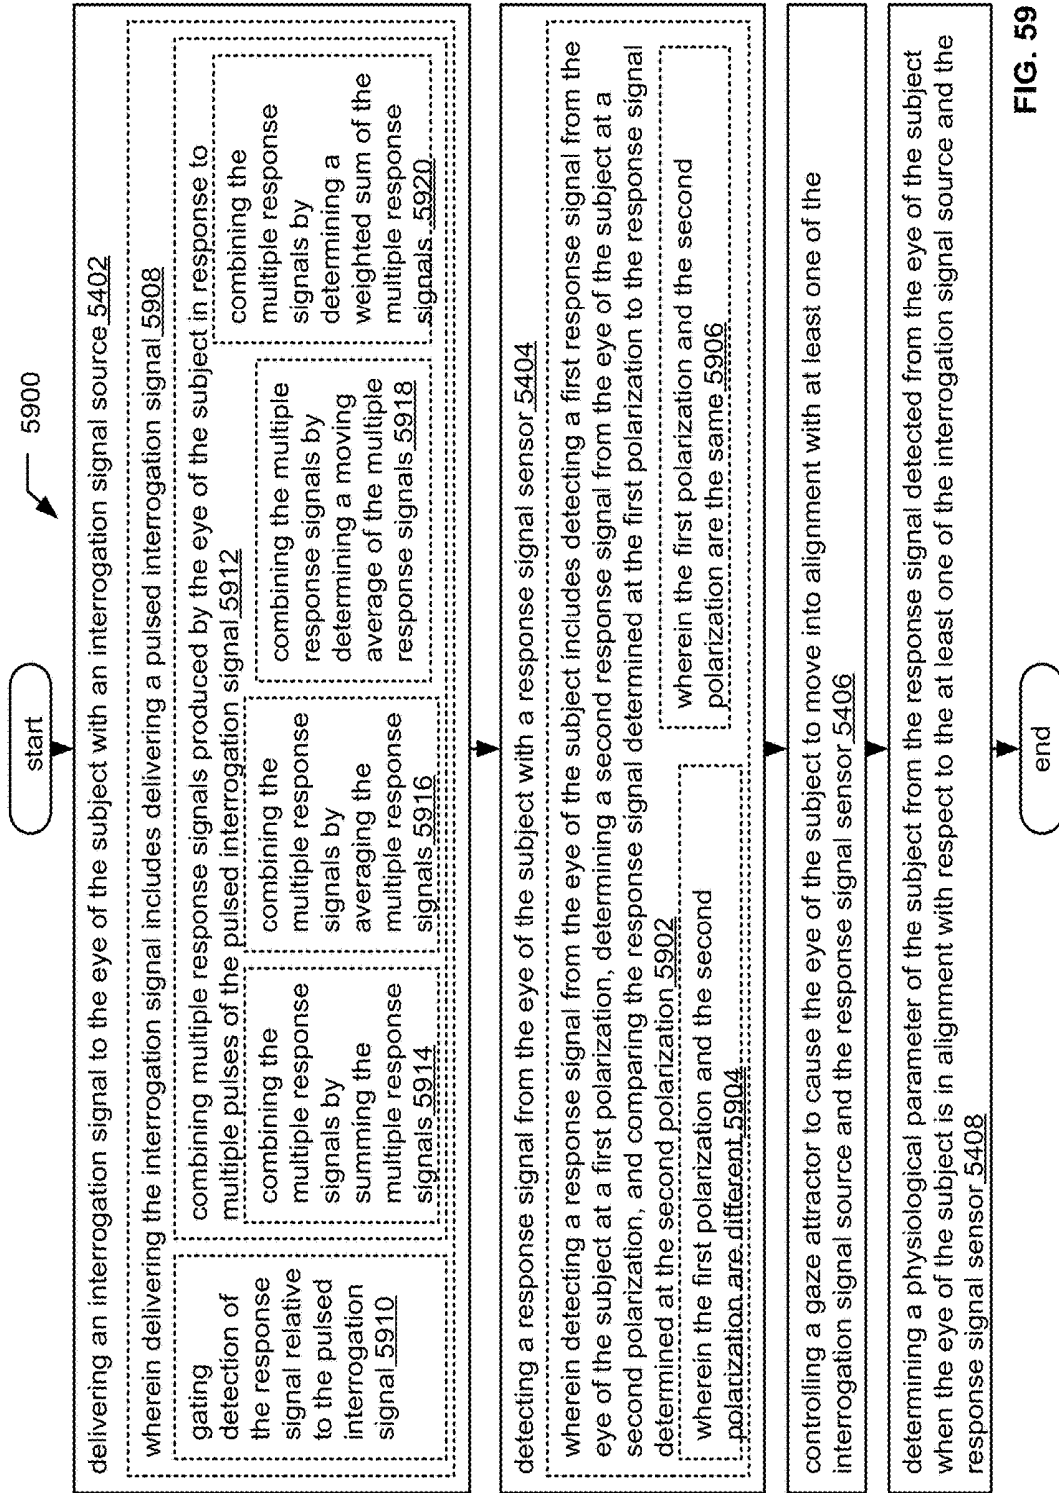 5900
start
delivering an interrogation signal to the eye of the subject with an interrogation signal source 5402
wherein delivering the interrogation signal includes delivering a pulsed interrogation signal 5908
gating
detection of
the response
signal relative
to the pulsed
interrogation
signal 5910
combining multiple response signals produced by the eye of the subject in response to
multiple pulses of the pulsed interrogation signal 5912
combining the
multiple response
signals by
summing the
multiple response
signals 5914
combining the
multiple response
signals by
averaging the
multiple response
signals 5916
combining the multiple
response signals by
determining a moving
average of the multiple
response signals 5918
combining the
multiple response
signals by
determining a
weighted sum of the
multiple response
signals. 5920
detecting a response signal from the eye of the subject with a response signal sensor 5404
wherein detecting a response signal from the eye of the subject includes detecting a first response signal from the
eye of the subject at a first polarization, determining a second response signal from the eye of the subject at a
second polarization, and comparing the response signal determined at the first polarization to the response signal
determined at the second polarization 5902
wherein the first polarization and the second
polarization are different 5904
wherein the first polarization and the second
polarization are the same 5906
controlling a gaze attractor to cause the eye of the subject to move into alignment with at least one of the
interrogation signal source and the response signal sensor 5406
determining a physiological parameter of the subject from the response signal detected from the eye of the subject
when the eye of the subject is in alignment with respect to the at least one of the interrogation signal source and the
response signal sensor 5408
end
FIG. 59